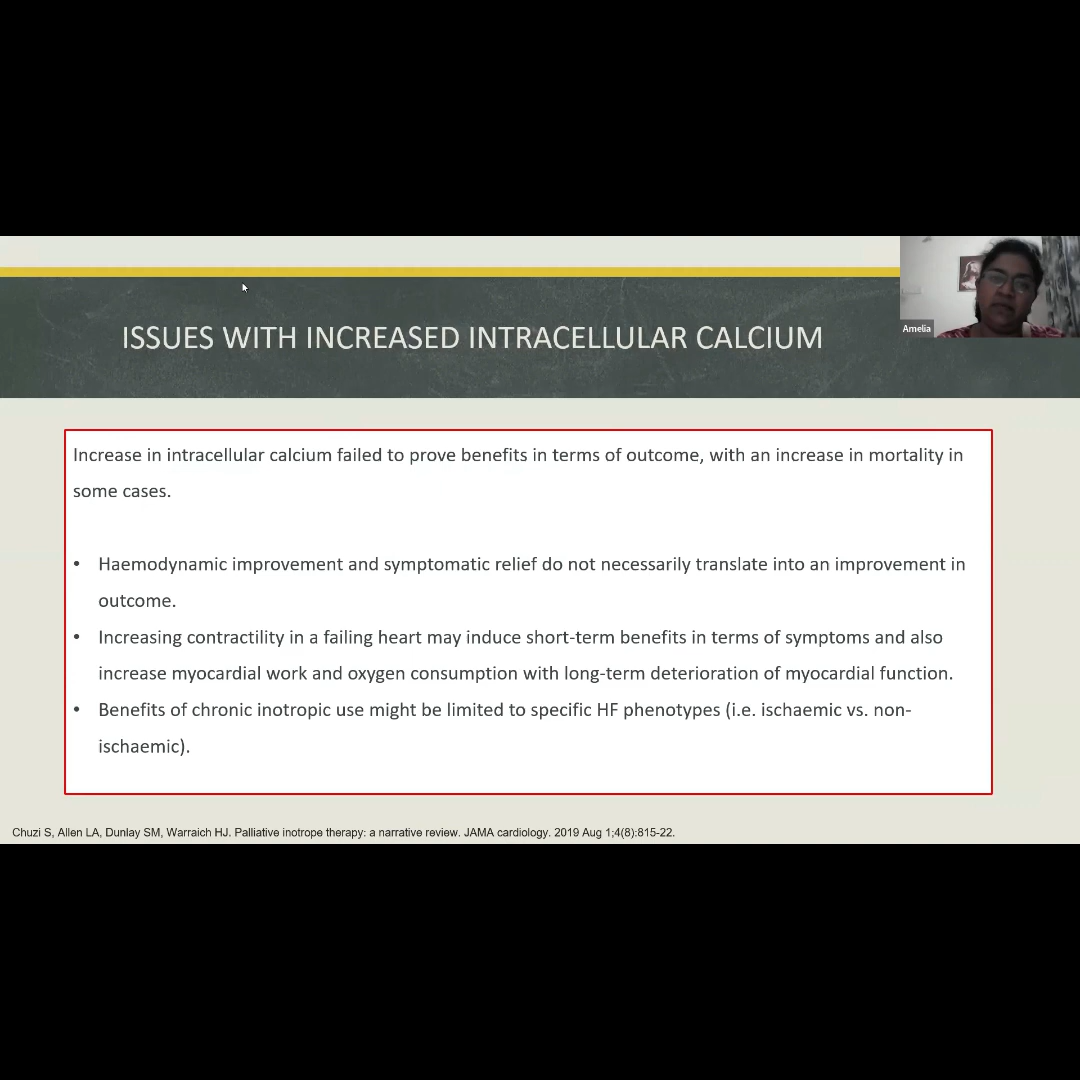 Amelia
ISSUES WITH INCREASED INTRACELLULAR CALCIUM
Increase in intracellular calcium failed to prove benefits in terms of outcome, with an increase in mortality in
some cases.
• Haemodynamic improvement and symptomatic relief do not necessarily translate into an improvement in
outcome.
• Increasing contractility in a failing heart may induce short-term benefits in terms of symptoms and also
increase myocardial work and oxygen consumption with long-term deterioration of myocardial function.
• Benefits of chronic inotropic use might be limited to specific HF phenotypes (i.e. ischaemic vs. non-
ischaemic).
Chuzi S, Allen LA, Dunlay SM, Warraich HJ. Palliative inotrope therapy: a narrative review. JAMA cardiology. 2019 Aug 1;4(8):815-22.